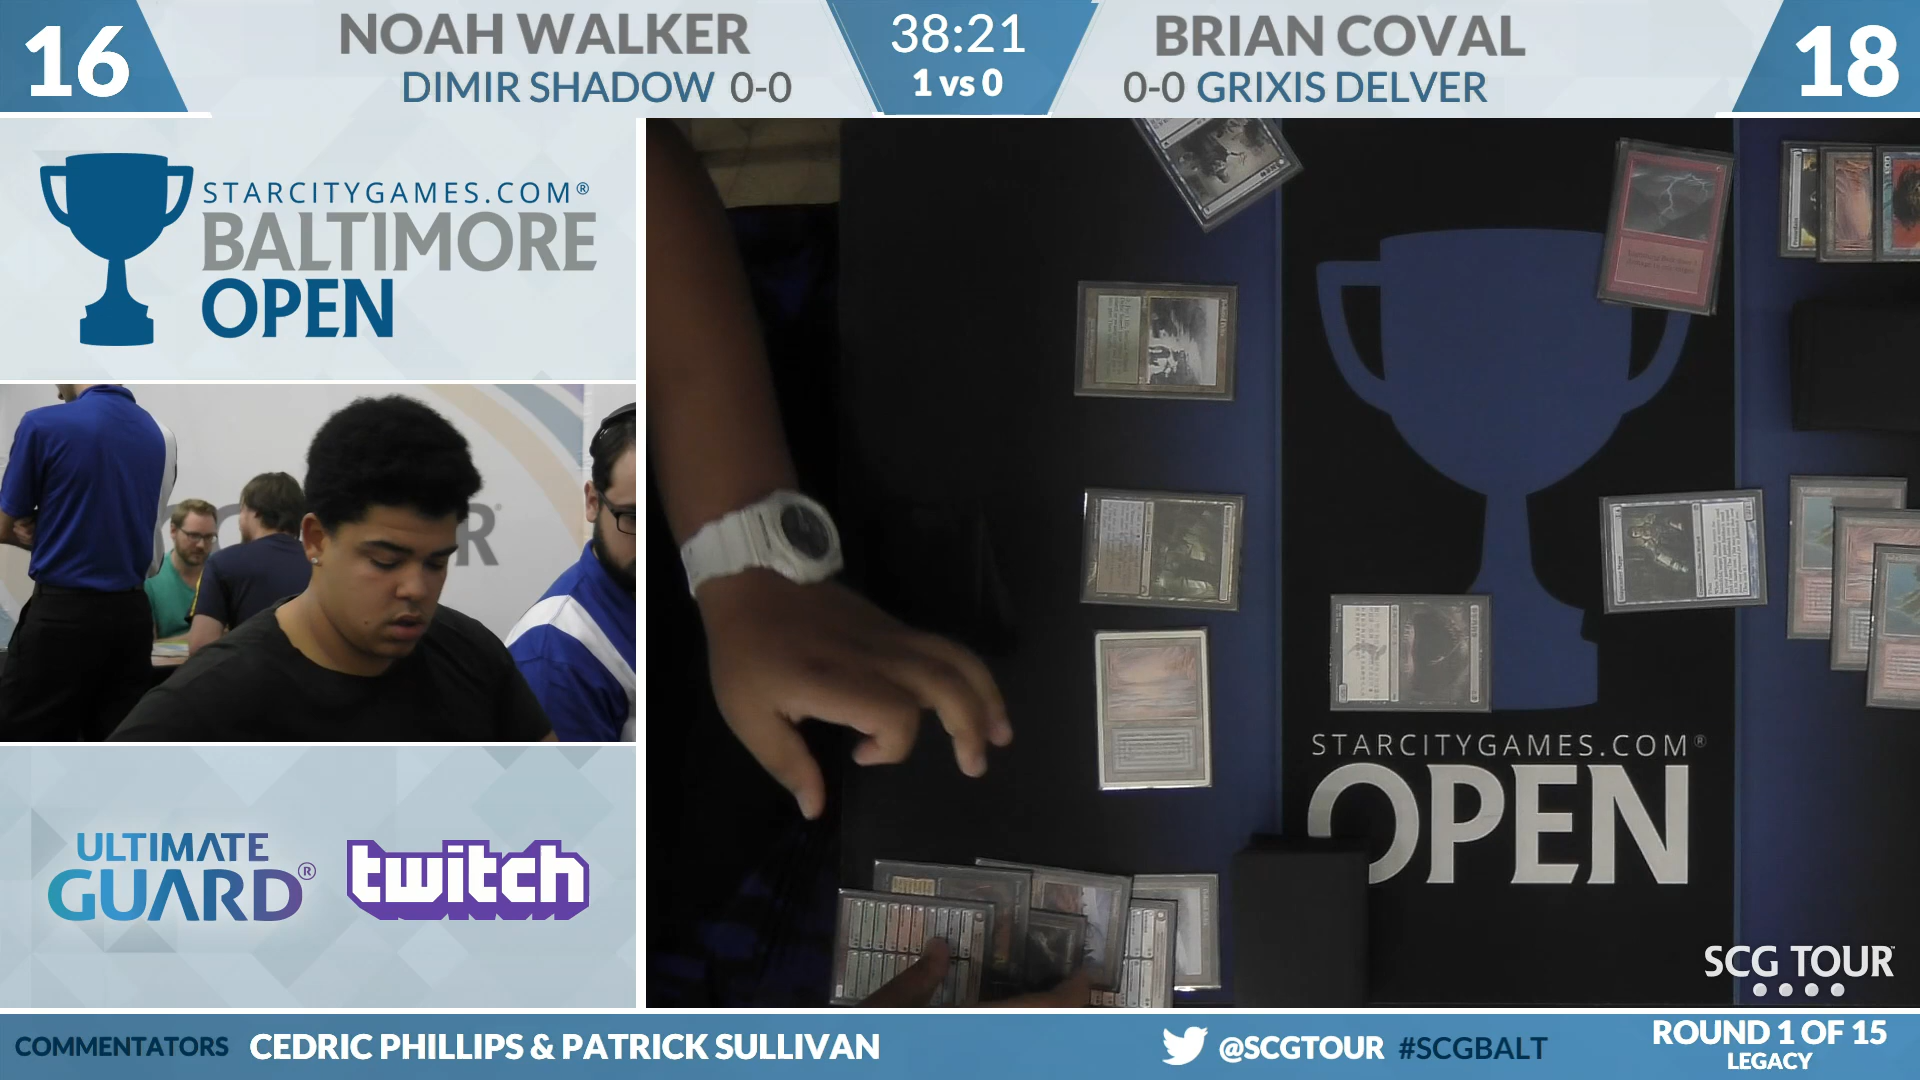 16
NOAH WALKER
DIMIR SHADOW 0-0
38:21
1 vs 0
BRIAN COVAL
0-0 GRIXIS DELVER
18
STARCITYGAMES.COM®
BALTIMORE
OPEN
R
ULTIMATE
GUARD®
twitch
STARCITYGAMES.COM®
OPEN
SCG TOUR™
COMMENTATORS CEDRIC PHILLIPS & PATRICK SULLIVAN
@SCGTOUR #SCGBALT
ROUND 1 OF 15
LEGACY